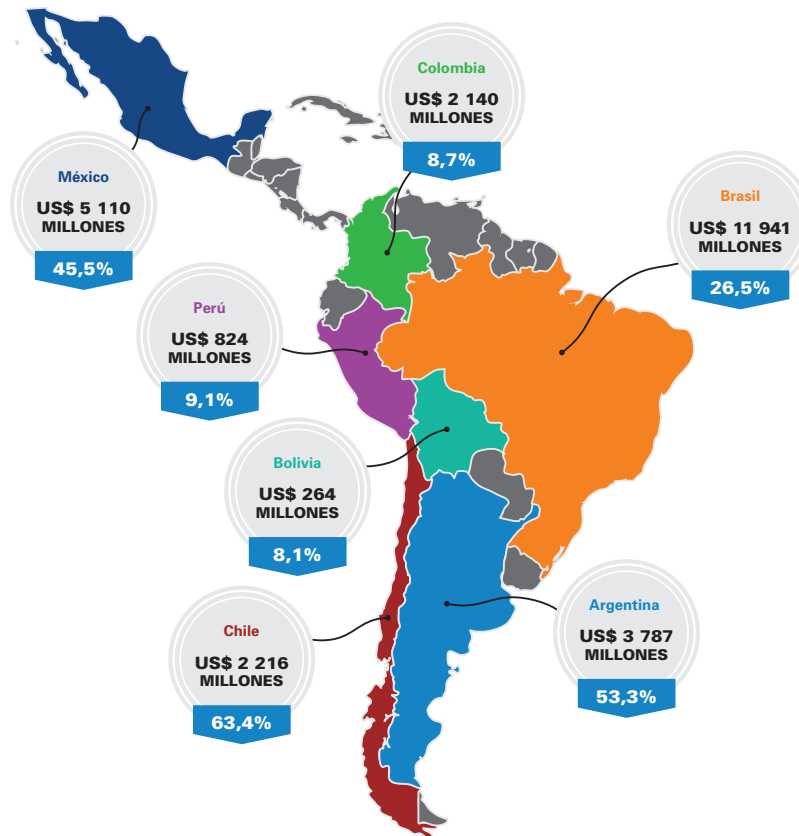 Colombia
US$ 2 140
MILLONES
8,7%
México
US$ 5 110
MILLONES
45,5%
Brasil
US$ 11 941
MILLONES
26,5%
Perú
US$ 824
MILLONES
9,1%
Bolivia
US$ 264
MILLONES
8,1%
Argentina
US$ 3 787
MILLONES
53,3%
Chile
US$ 2 216
MILLONES
63,4%